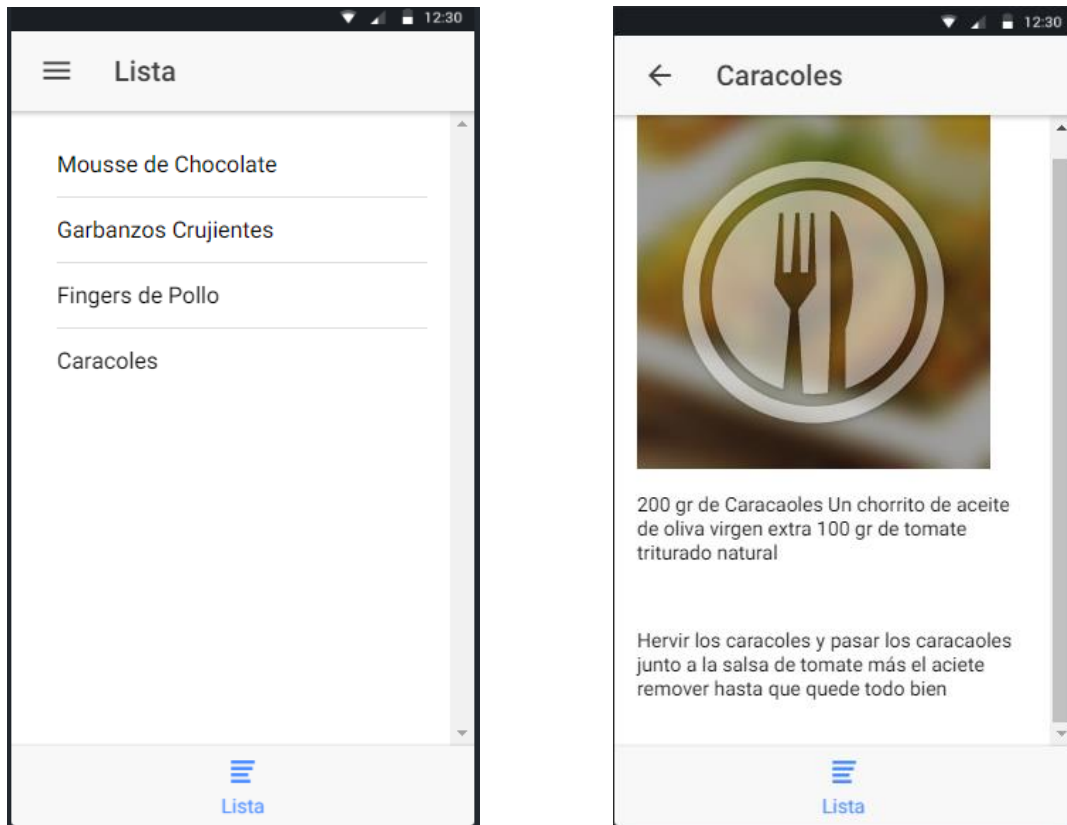 12:30
Lista
Mousse de Chocolate
Garbanzos Crujientes
Fingers de Pollo
Caracoles
Lista
12:30
Caracoles
200 gr de Caracaoles Un chorrito de aceite
de oliva virgen extra 100 gr de tomate
triturado natural
Hervir los caracoles y pasar los caracaoles
junto a la salsa de tomate más el aciete
remover hasta que quede todo bien
Lista